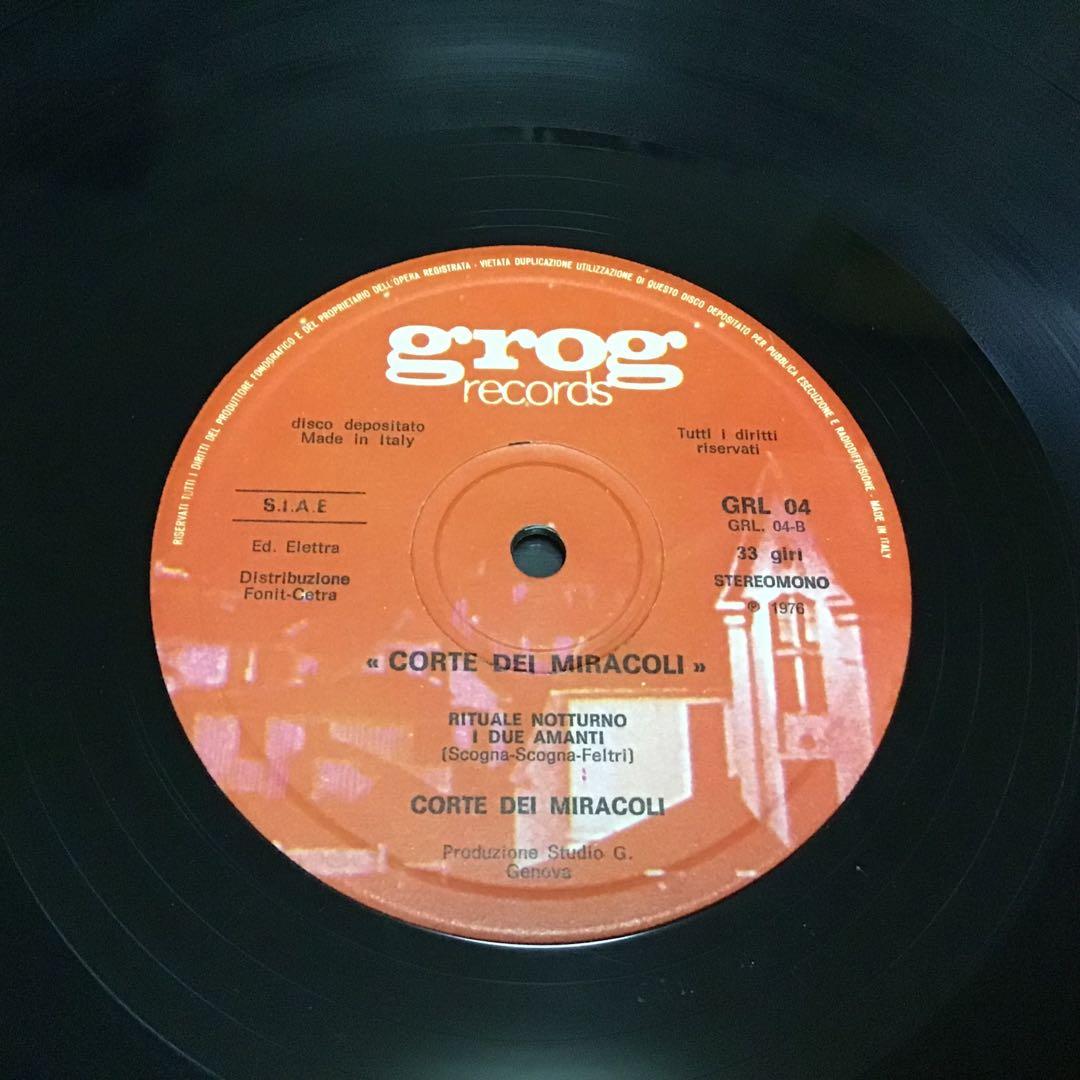 RISERVATI TUTTI I DIRITTI DEL PRODUTTORE FONOGRAFICO E DEL PROPRIETARIO DELL'OPERA REGISTRATA - VIETATA DUPLICAZIONE UTILIZZAZIONE DI QUESTO DISCO DEPOSITATO PER PUBBLICA ESECUZIONE E RADIODIFFUSIONE - MADE IN ITALY
grog
records
disco depositato
Made in Italy
Tutti i diritti
riservati
S.I.A.E
Ed. Elettra
Distribuzione
Fonit-Cetra
GRL 04
GRL. 04-B
33 giri
STEREOMONO
℗ 1976
« CORTE DEI MIRACOLI »
RITUALE NOTTURNO
I DUE AMANTI
(Scogna-Scogna-Feltri)
CORTE DEI MIRACOLI
Produzione Studio G.
Genova